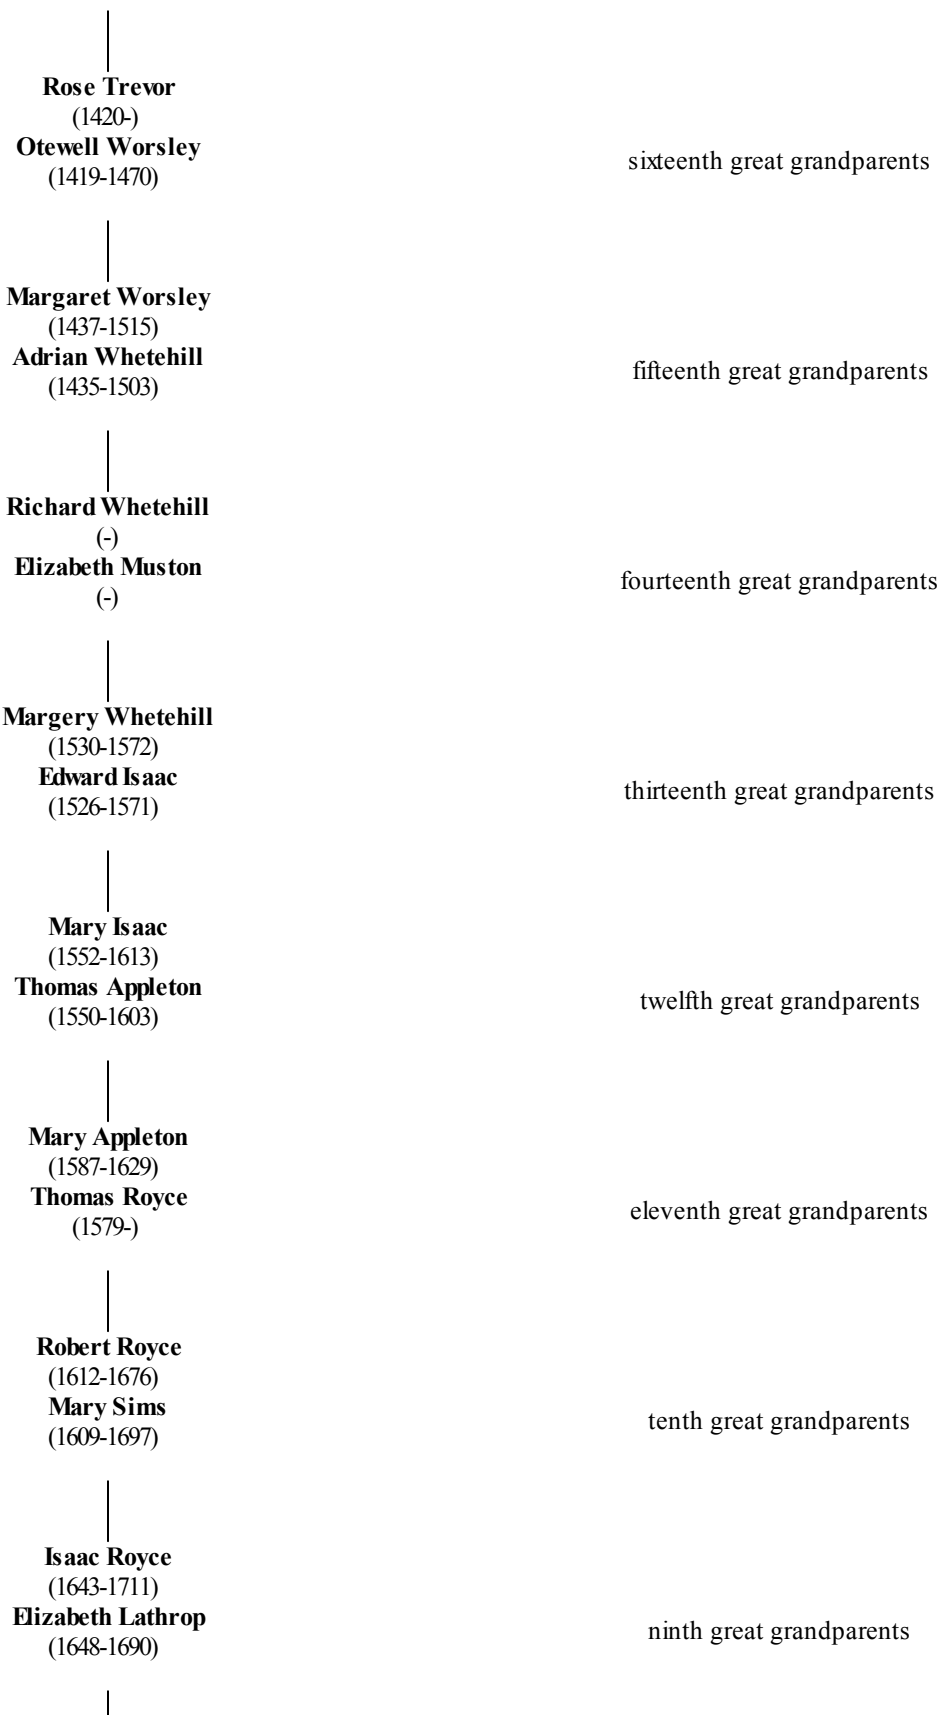 Rose Trevor
(1420-)
Otewell Worsley
(1419-1470)
sixteenth great grandparents
Margaret Worsley
(1437-1515)
Adrian Whetehill
(1435-1503)
fifteenth great grandparents
Richard Whetehill
(-)
Elizabeth Muston
(-)
fourteenth great grandparents
Margery Whetehill
(1530-1572)
Edward Isaac
(1526-1571)
thirteenth great grandparents
Mary Isaac
(1552-1613)
Thomas Appleton
(1550-1603)
twelfth great grandparents
Mary Appleton
(1587-1629)
Thomas Royce
(1579-)
eleventh great grandparents
Robert Royce
(1612-1676)
Mary Sims
(1609-1697)
tenth great grandparents
Isaac Royce
(1643-1711)
Elizabeth Lathrop
(1648-1690)
ninth great grandparents